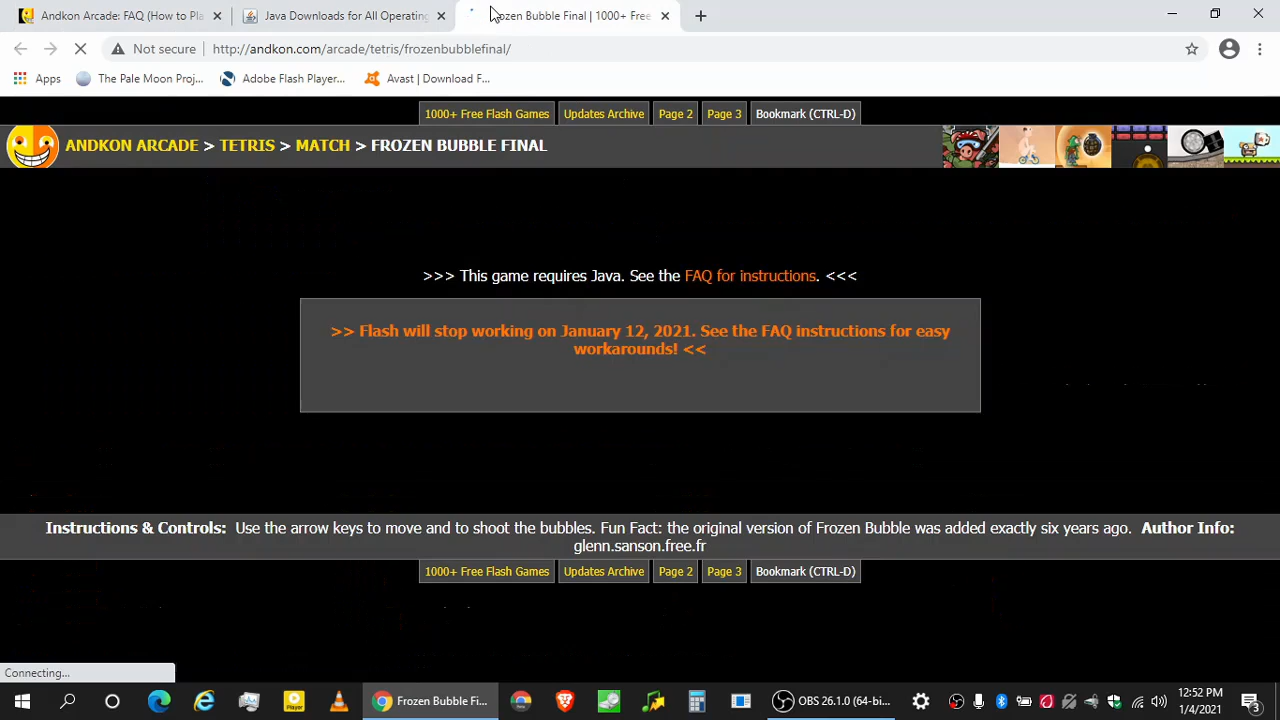 Andkon Arcade: FAQ (How to Pla
Java Downloads for All Operating
Frozen Bubble Final | 1000+ Free
Not secure
http://andkon.com/arcade/tetris/frozenbubblefinal/
Apps
The Pale Moon Proj...
Adobe Flash Player...
Avast | Download F...
1000+ Free Flash Games
Updates Archive
Page 2
Page 3
Bookmark (CTRL-D)
ANDKON ARCADE > TETRIS > MATCH > FROZEN BUBBLE FINAL
>>> This game requires Java. See the FAQ for instructions. <<<
>> Flash will stop working on January 12, 2021. See the FAQ instructions for easy
workarounds! <<
Instructions & Controls: Use the arrow keys to move and to shoot the bubbles. Fun Fact: the original version of Frozen Bubble was added exactly six years ago. Author Info:
glenn.sanson.free.fr
1000+ Free Flash Games
Updates Archive
Page 2
Page 3
Bookmark (CTRL-D)
Connecting...
Player
Frozen Bubble Fi...
OBS 26.1.0 (64-bi...
12:52 PM
1/4/2021
3